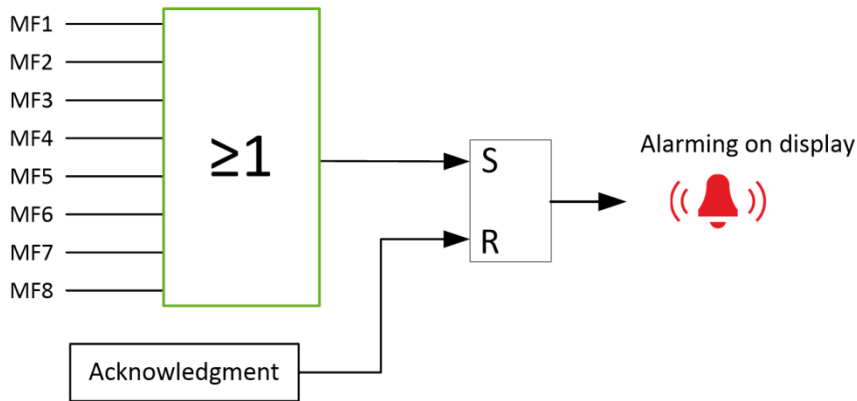 MF1
MF2
MF3
MF4
MF5
MF6
MF7
MF8
≥1
S
R
Alarming on display
Acknowledgment